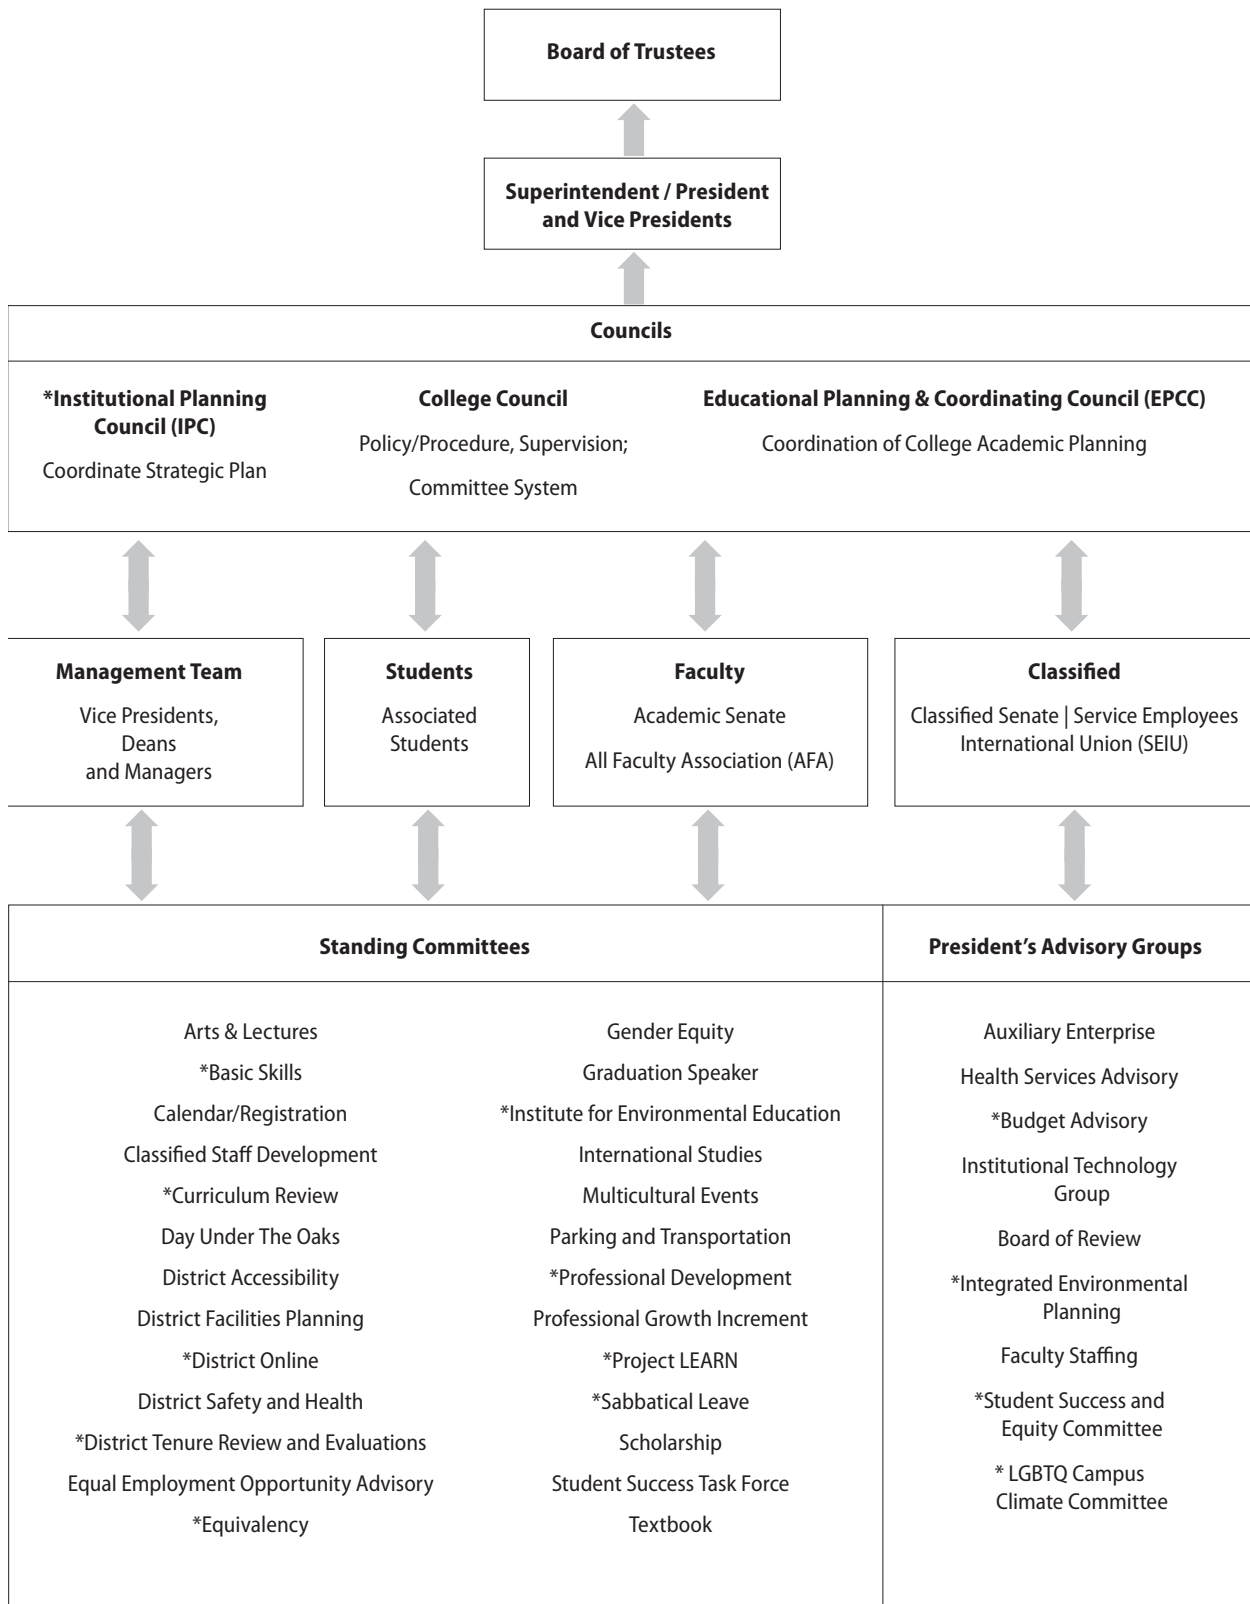 Board of Trustees
Superintendent / President
and Vice Presidents
Councils
*Institutional Planning
Council (IPC)
Coordinate Strategic Plan
College Council
Policy/Procedure, Supervision;
Committee System
Educational Planning & Coordinating Council (EPCC)
Coordination of College Academic Planning
Management Team
Vice Presidents,
Deans
and Managers
Students
Associated
Students
Faculty
Academic Senate
All Faculty Association (AFA)
Classified
Classified Senate | Service Employees
International Union (SEIU)
Standing Committees
Arts & Lectures
*Basic Skills
Calendar/Registration
Classified Staff Development
*Curriculum Review
Day Under The Oaks
District Accessibility
District Facilities Planning
*District Online
District Safety and Health
*District Tenure Review and Evaluations
Equal Employment Opportunity Advisory
*Equivalency
Gender Equity
Graduation Speaker
*Institute for Environmental Education
International Studies
Multicultural Events
Parking and Transportation
*Professional Development
Professional Growth Increment
*Project LEARN
*Sabbatical Leave
Scholarship
Student Success Task Force
Textbook
President’s Advisory Groups
Auxiliary Enterprise
Health Services Advisory
*Budget Advisory
Institutional Technology
Group
Board of Review
*Integrated Environmental
Planning
Faculty Staffing
*Student Success and
Equity Committee
* LGBTQ Campus
Climate Committee